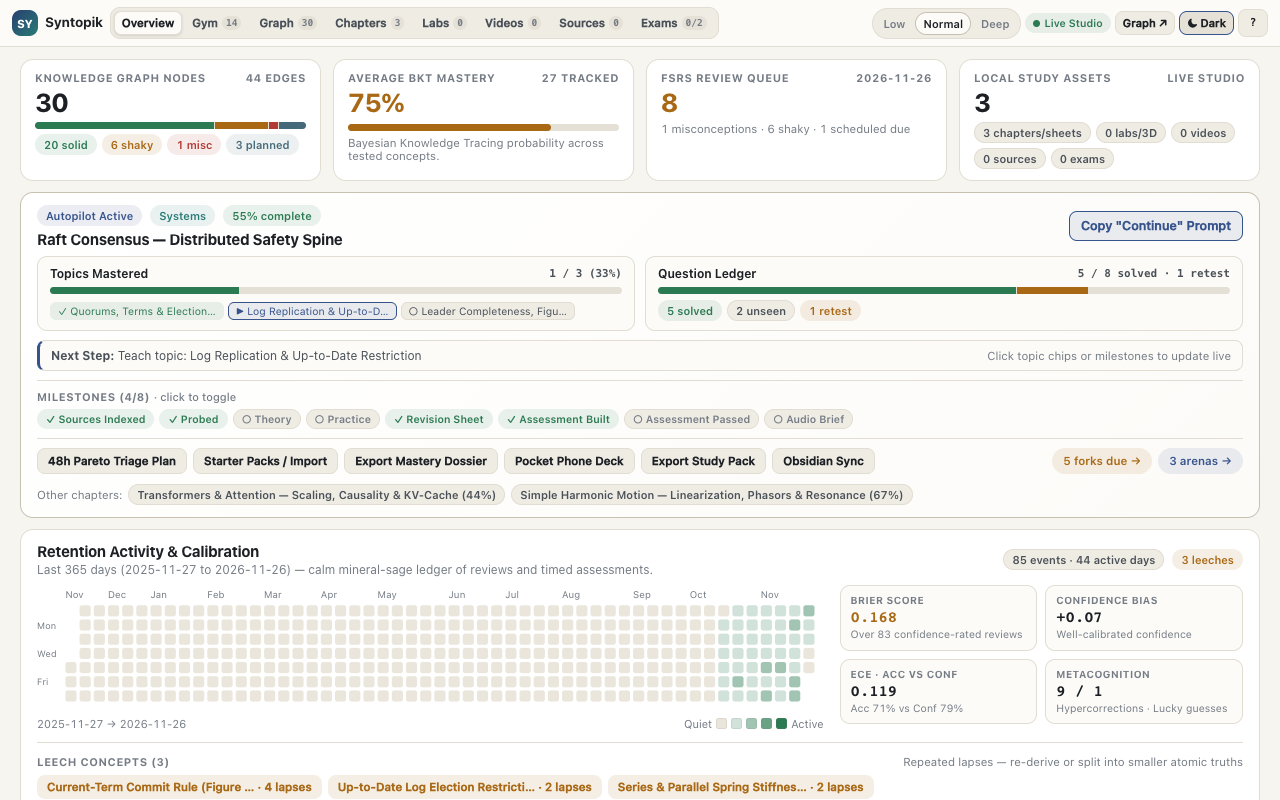 SY Syntopik Overview Gym 14 Graph 30 Chapters 3 Labs 0 Videos 0 Sources 0 Exams 0/2 Low Normal Deep Live Studio Graph ↗ Dark ?
KNOWLEDGE GRAPH NODES 44 EDGES
30
20 solid 6 shaky 1 misc 3 planned
AVERAGE BKT MASTERY 27 TRACKED
75%
Bayesian Knowledge Tracing probability across
tested concepts.
FSRS REVIEW QUEUE 2026-11-26
8
1 misconceptions · 6 shaky · 1 scheduled due
LOCAL STUDY ASSETS LIVE STUDIO
3
3 chapters/sheets 0 labs/3D 0 videos
0 sources 0 exams
Autopilot Active Systems 55% complete
Raft Consensus — Distributed Safety Spine
Copy "Continue" Prompt
Topics Mastered 1 / 3 (33%)
✓ Quorums, Terms & Election... ▶ Log Replication & Up-to-D... ○ Leader Completeness, Figu...
Question Ledger 5 / 8 solved · 1 retest
5 solved 2 unseen 1 retest
Next Step: Teach topic: Log Replication & Up-to-Date Restriction Click topic chips or milestones to update live
MILESTONES (4/8) · click to toggle
✓ Sources Indexed ✓ Probed ○ Theory ○ Practice ✓ Revision Sheet ✓ Assessment Built ○ Assessment Passed ○ Audio Brief
48h Pareto Triage Plan Starter Packs / Import Export Mastery Dossier Pocket Phone Deck Export Study Pack Obsidian Sync 5 forks due → 3 arenas →
Other chapters: Transformers & Attention — Scaling, Causality & KV-Cache (44%) Simple Harmonic Motion — Linearization, Phasors & Resonance (67%)
Retention Activity & Calibration
Last 365 days (2025-11-27 to 2026-11-26) — calm mineral-sage ledger of reviews and timed assessments.
85 events · 44 active days 3 leeches
Nov Dec Jan Feb Mar Apr May Jun Jul Aug Sep Oct Nov
Mon
Wed
Fri
2025-11-27 → 2026-11-26 Quiet Active
BRIER SCORE
0.168
Over 83 confidence-rated reviews
CONFIDENCE BIAS
+0.07
Well-calibrated confidence
ECE · ACC VS CONF
0.119
Acc 71% vs Conf 79%
METACOGNITION
9 / 1
Hypercorrections · Lucky guesses
LEECH CONCEPTS (3) Repeated lapses — re-derive or split into smaller atomic truths
Current-Term Commit Rule (Figure ... · 4 lapses Up-to-Date Log Election Restricti... · 2 lapses Series & Parallel Spring Stiffnes... · 2 lapses